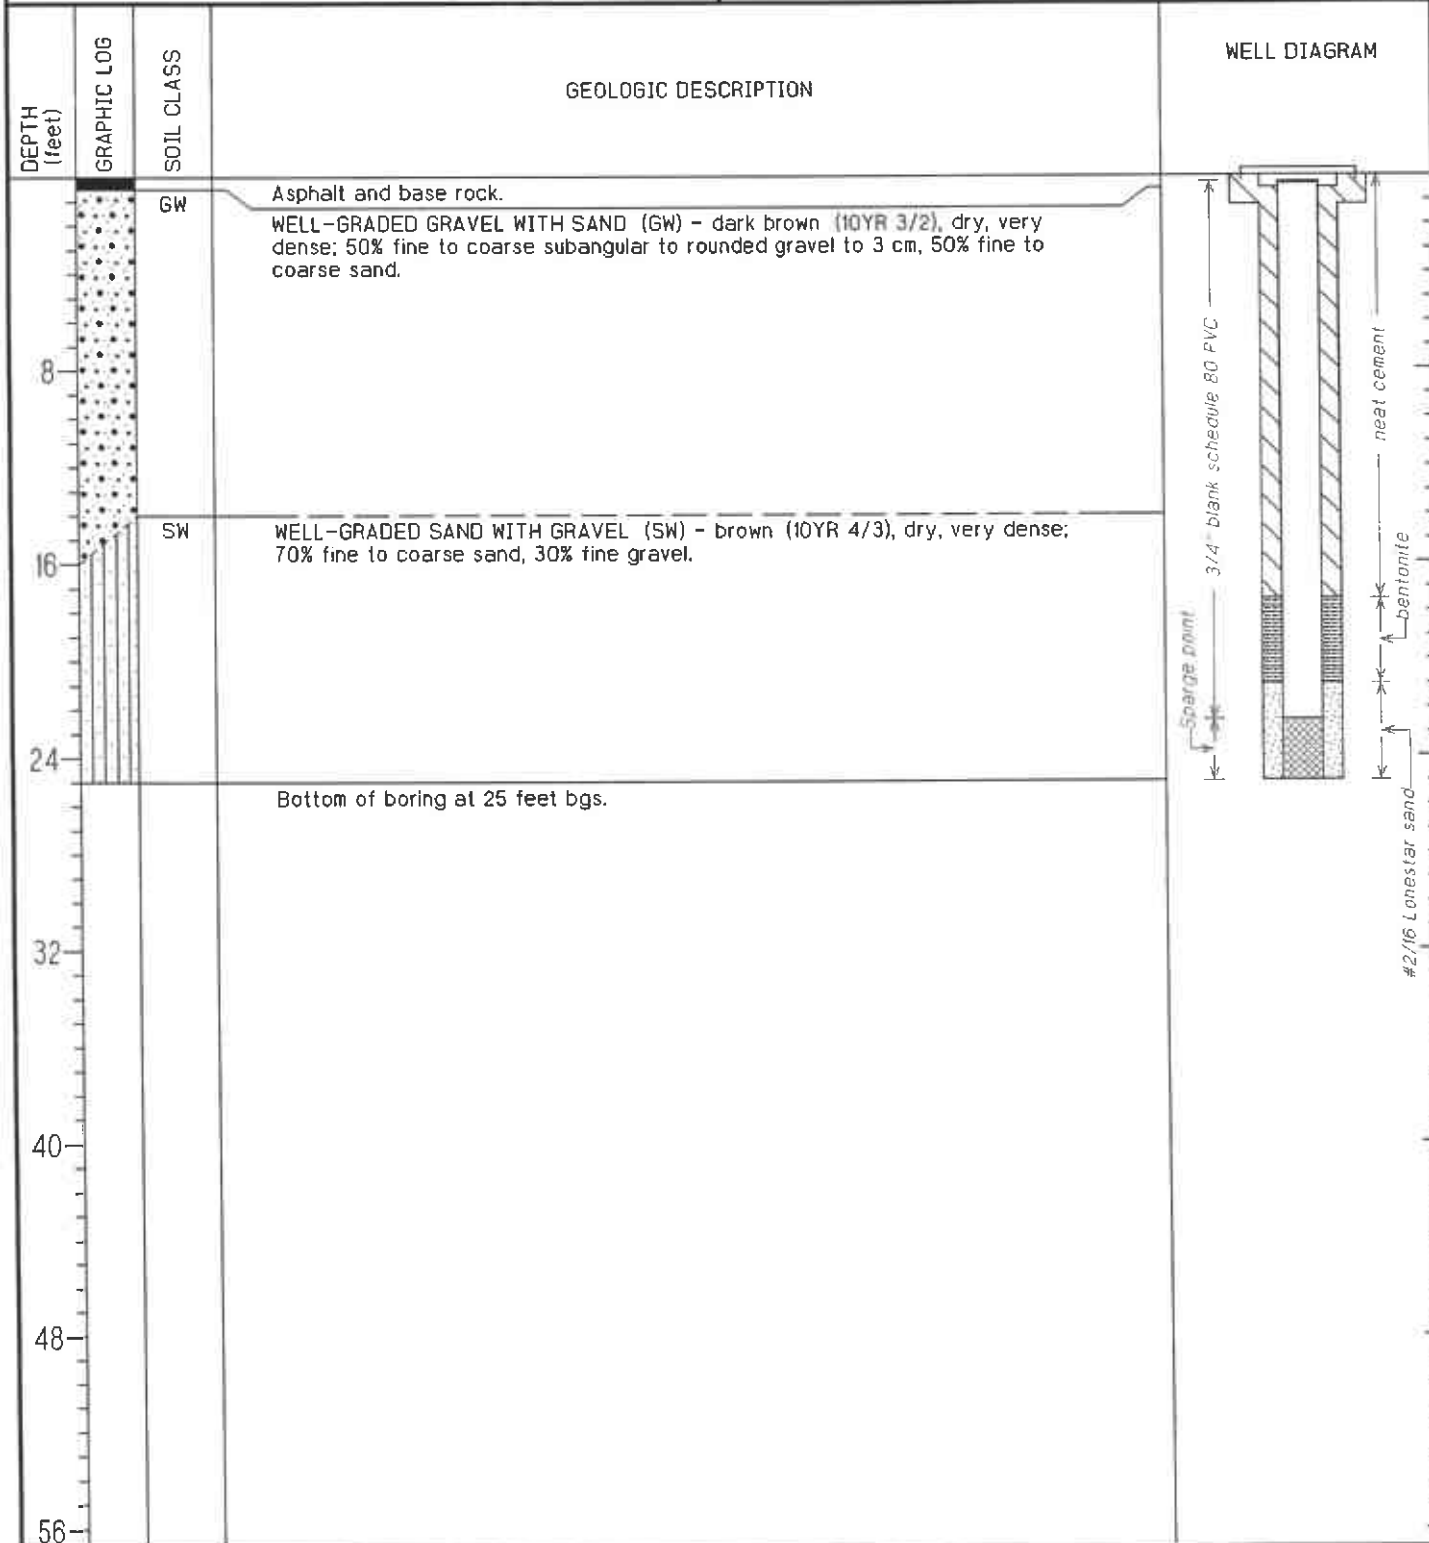 DEPTH
(feet)
GRAPHIC LOG
SOIL CLASS
GEOLOGIC DESCRIPTION
WELL DIAGRAM
Asphalt and base rock.
GW
WELL-GRADED GRAVEL WITH SAND (GW) - dark brown (10YR 3/2), dry, very
dense; 50% fine to coarse subangular to rounded gravel to 3 cm, 50% fine to
coarse sand.
8
SW
WELL-GRADED SAND WITH GRAVEL (SW) - brown (10YR 4/3), dry, very dense;
70% fine to coarse sand, 30% fine gravel.
16
24
Bottom of boring at 25 feet bgs.
32
40
48
56
Sparge point
3/4" blank schedule 80 PVC
neat cement
bentonite
#2/16 Lonestar sand